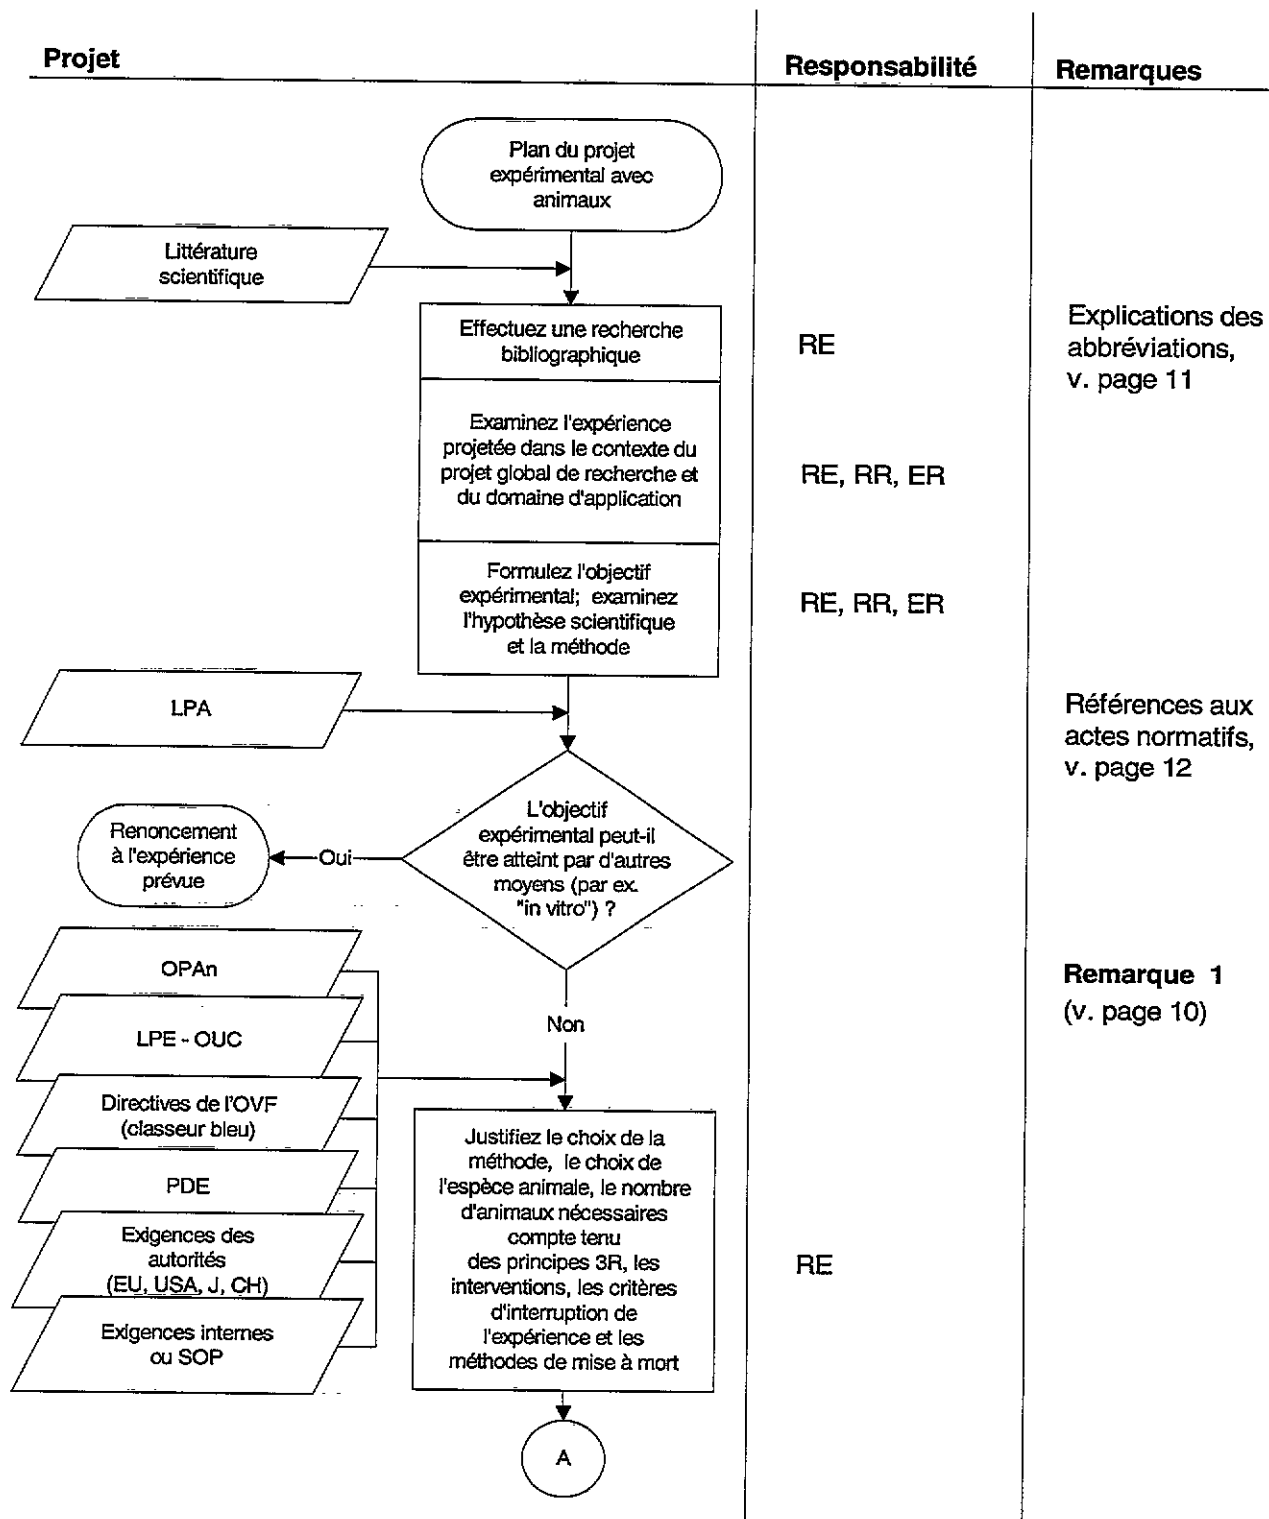 Projet
Responsabilité
Remarques
Plan du projet
expérimental avec
animaux
Littérature
scientifique
Effectuez une recherche
bibliographique
RE
Explications des
abbréviations,
v. page 11
Examinez l'expérience
projetée dans le contexte du
projet global de recherche et
du domaine d'application
RE, RR, ER
Formulez l'objectif
expérimental; examinez
l'hypothèse scientifique
et la méthode
RE, RR, ER
LPA
Références aux
actes normatifs,
v. page 12
L'objectif
expérimental peut-il
être atteint par d'autres
moyens (par ex.
"in vitro") ?
Oui
Renoncement
à l'expérience
prévue
OPAn
Remarque 1
(v. page 10)
Non
LPE - OUC
Directives de l'OVF
(classeur bleu)
PDE
Exigences des
autorités
(EU, USA, J, CH)
Exigences internes
ou SOP
Justifiez le choix de la
méthode, le choix de
l'espèce animale, le nombre
d'animaux nécessaires
compte tenu
des principes 3R, les
interventions, les critères
d'interruption de
l'expérience et les
méthodes de mise à mort
RE
A